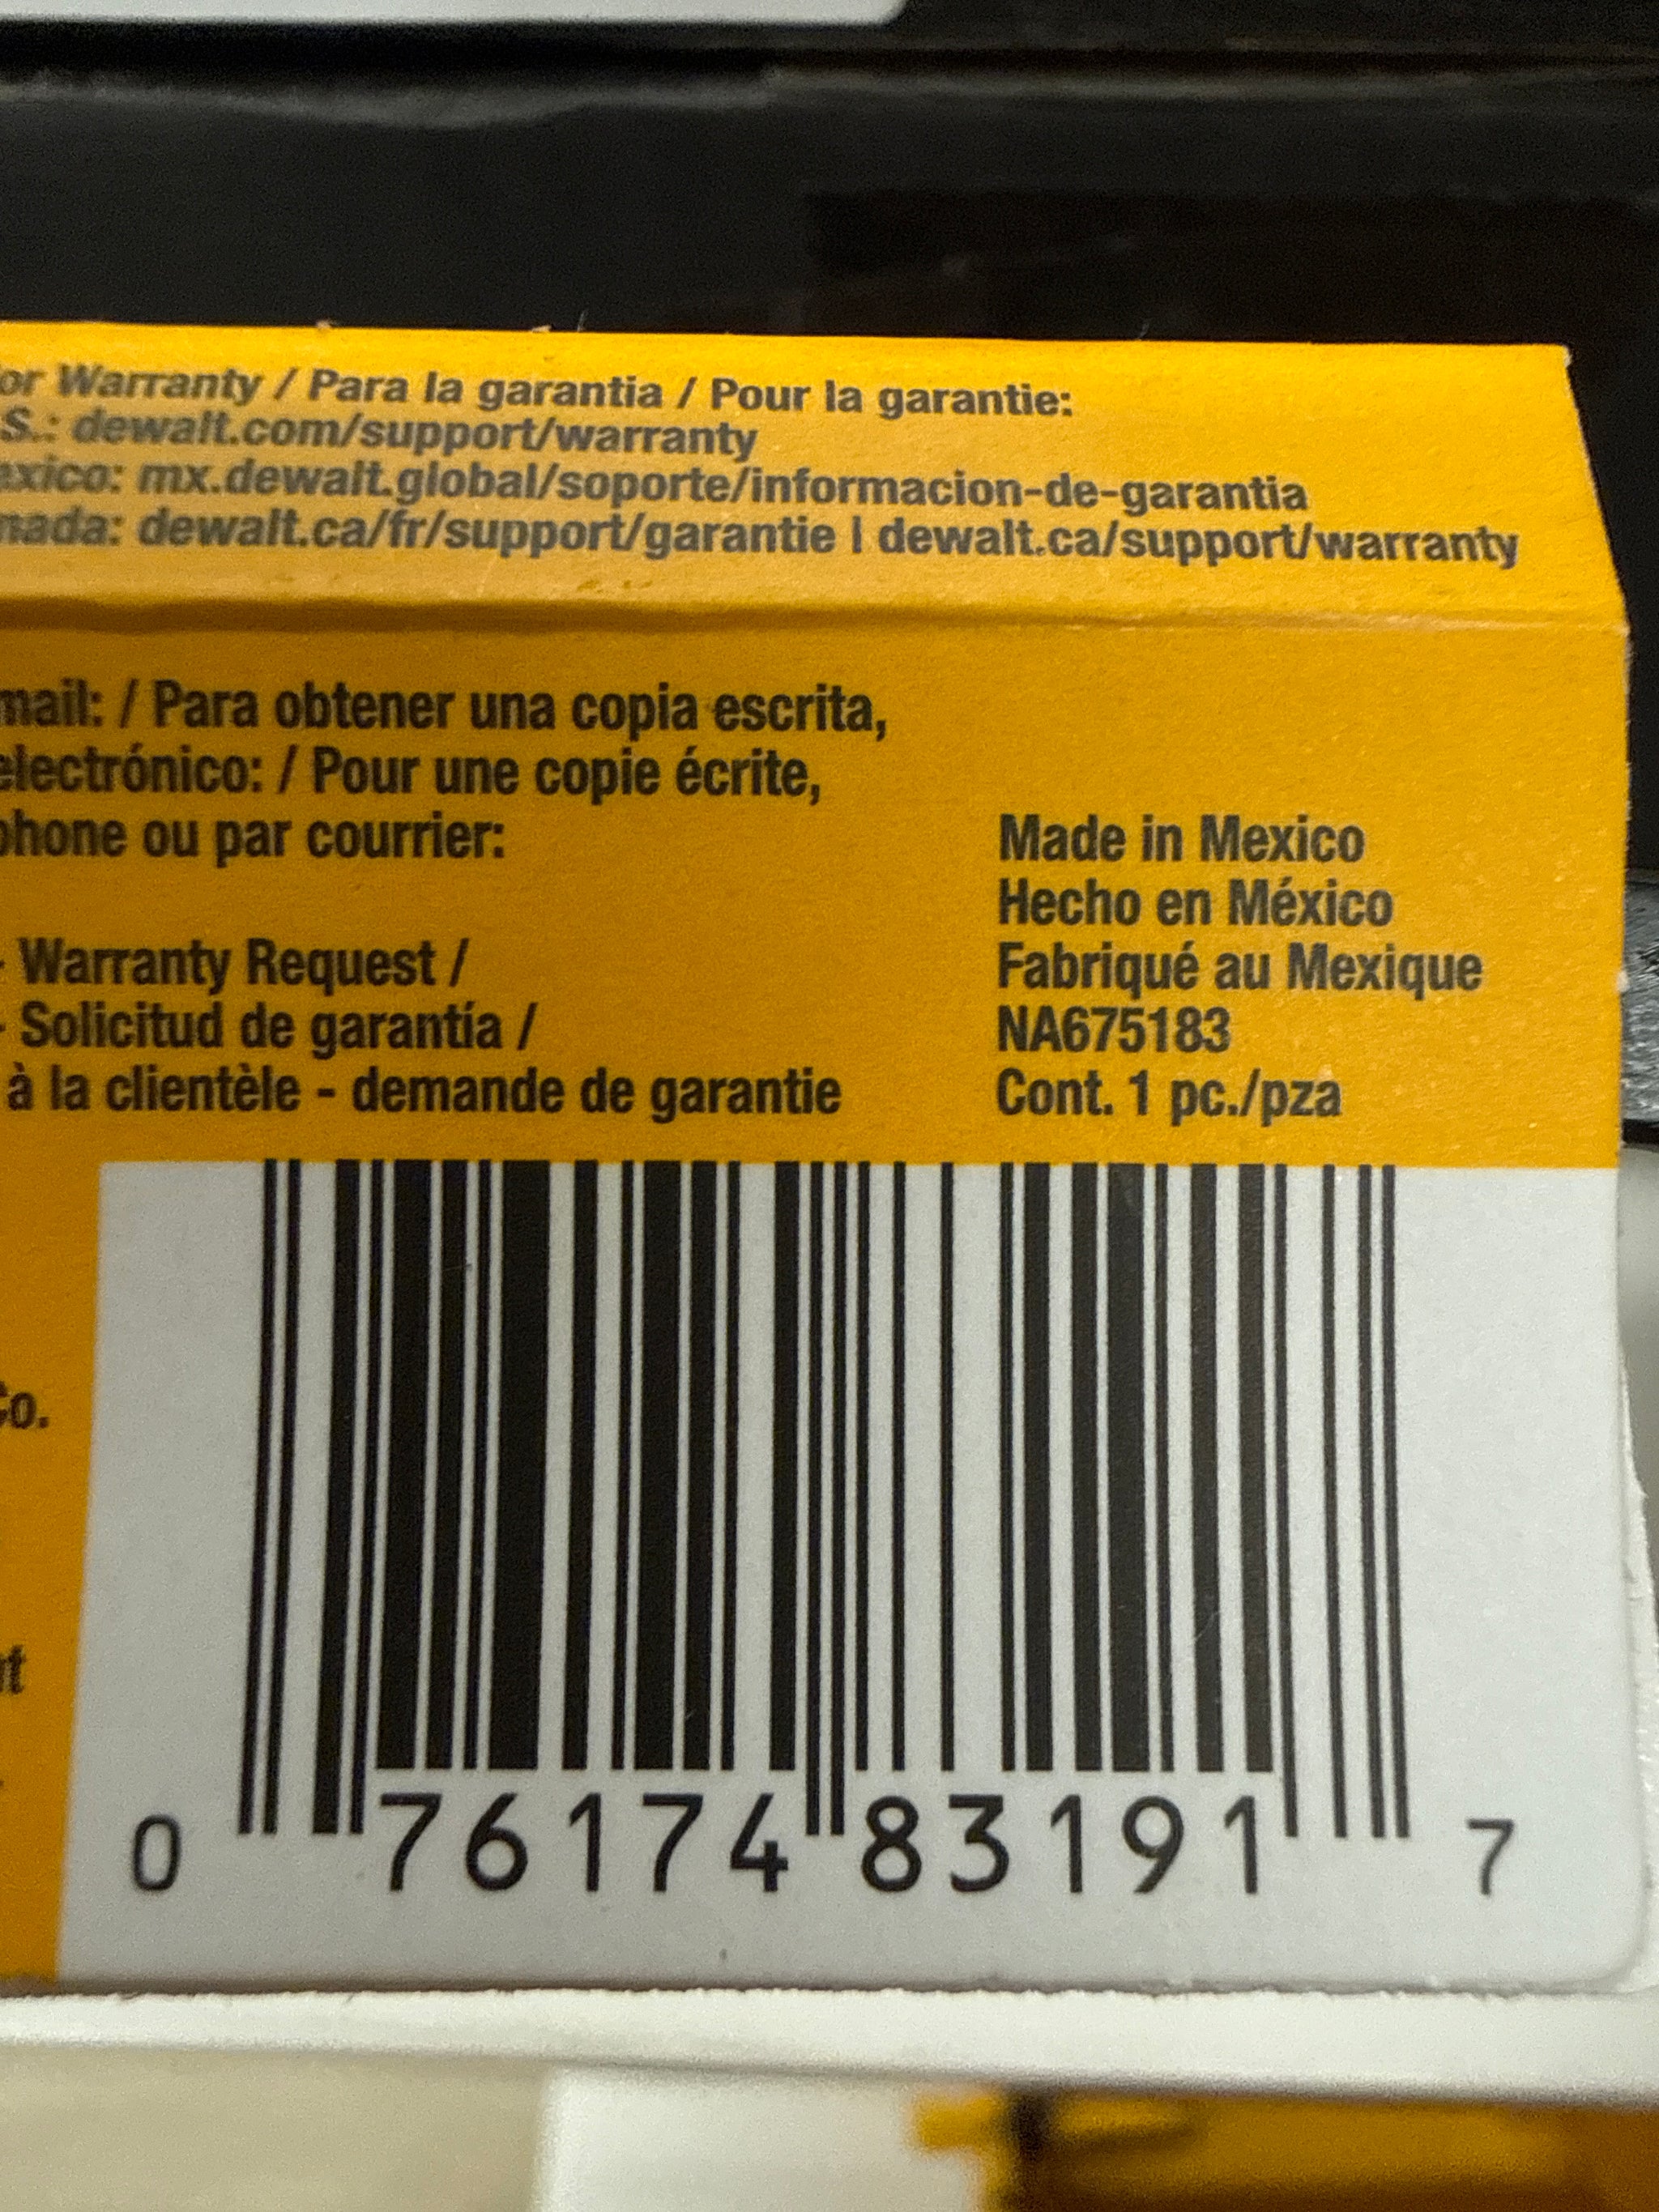 or Warranty / Para la garantia / Pour la garantie:
S.: dewalt.com/support/warranty
exico: mx.dewalt.global/soporte/informacion-de-garantia
nada: dewalt.ca/fr/support/garantie | dewalt.ca/support/warranty
mail: / Para obtener una copia escrita,
electrónico: / Pour une copie écrite,
phone ou par courrier:
- Warranty Request /
- Solicitud de garantía /
à la clientèle - demande de garantie
Made in Mexico
Hecho en México
Fabriqué au Mexique
NA675183
Cont. 1 pc./pza
Co.
0 76174 83191 7